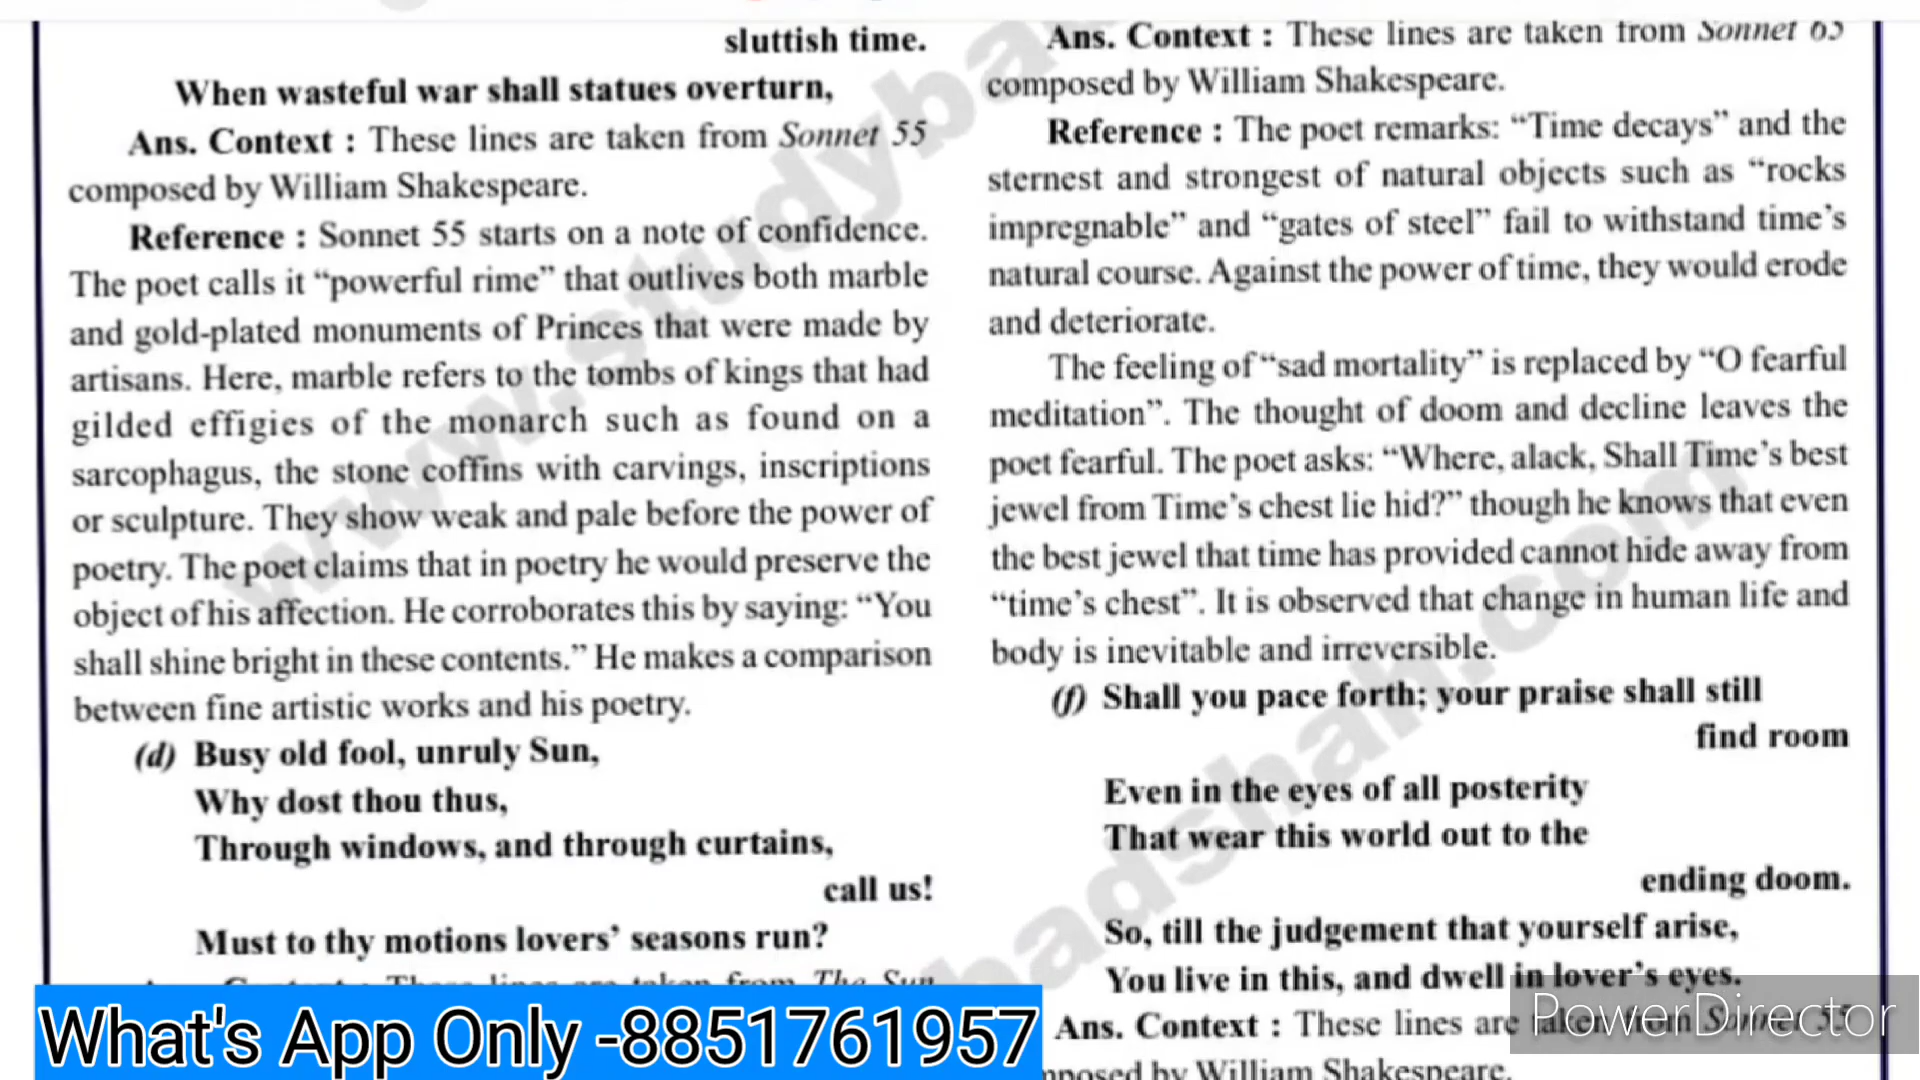 sluttish time.
When wasteful war shall statues overturn,
Ans. Context : These lines are taken from Sonnet 55
composed by William Shakespeare.
Reference : Sonnet 55 starts on a note of confidence.
The poet calls it “powerful rime” that outlives both marble
and gold-plated monuments of Princes that were made by
artisans. Here, marble refers to the tombs of kings that had
gilded effigies of the monarch such as found on a
sarcophagus, the stone coffins with carvings, inscriptions
or sculpture. They show weak and pale before the power of
poetry. The poet claims that in poetry he would preserve the
object of his affection. He corroborates this by saying: “You
shall shine bright in these contents.” He makes a comparison
between fine artistic works and his poetry.
(d) Busy old fool, unruly Sun,
Why dost thou thus,
Through windows, and through curtains,
call us!
Must to thy motions lovers’ seasons run?
Context : These lines are taken from The Sun
Ans. Context : These lines are taken from Sonnet 65
composed by William Shakespeare.
Reference : The poet remarks: “Time decays” and the
sternest and strongest of natural objects such as “rocks
impregnable” and “gates of steel” fail to withstand time’s
natural course. Against the power of time, they would erode
and deteriorate.
The feeling of “sad mortality” is replaced by “O fearful
meditation”. The thought of doom and decline leaves the
poet fearful. The poet asks: “Where, alack, Shall Time’s best
jewel from Time’s chest lie hid?” though he knows that even
the best jewel that time has provided cannot hide away from
“time’s chest”. It is observed that change in human life and
body is inevitable and irreversible.
(f) Shall you pace forth; your praise shall still
find room
Even in the eyes of all posterity
That wear this world out to the
ending doom.
So, till the judgement that yourself arise,
You live in this, and dwell in lover’s eyes.
Ans. Context : These lines are taken from Sonnet 55
by William Shakespeare.
What's App Only -8851761957
PowerDirector